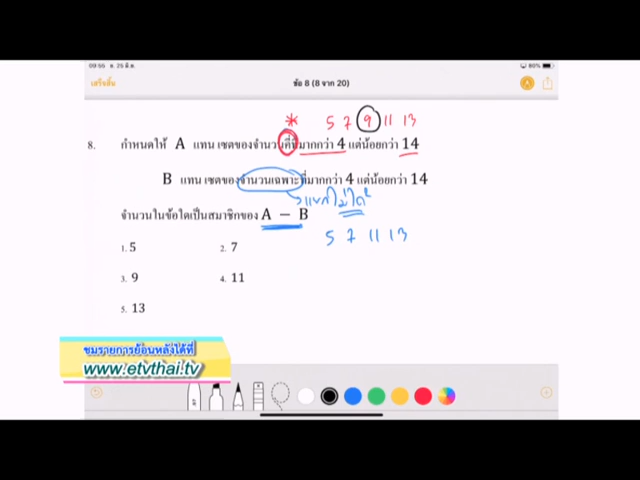 09:55 อ. 25 มี.ค.
80%
เสร็จสิ้น
ข้อ 8 (8 จาก 20)
* 5 7 9 11 13
8. กำหนดให้ A แทน เซตของจำนวนคี่ที่มากกว่า 4 แต่น้อยกว่า 14
B แทน เซตของจำนวนเฉพาะที่มากกว่า 4 แต่น้อยกว่า 14
แยกไม่ได้
จำนวนในข้อใดเป็นสมาชิกของ A − B
5 7 11 13
1. 5 2. 7
3. 9 4. 11
5. 13
ชมรายการย้อนหลังได้ที่
www.etvthai.tv